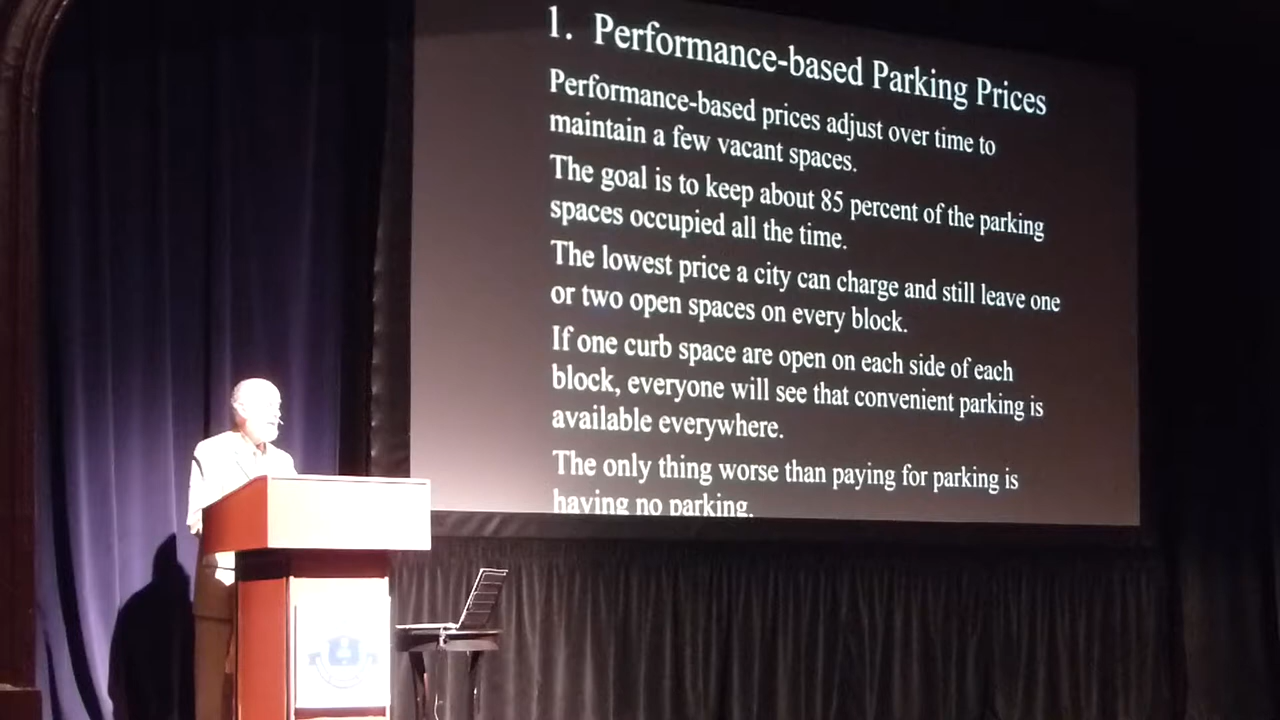 1. Performance-based Parking Prices
Performance-based prices adjust over time to
maintain a few vacant spaces.
The goal is to keep about 85 percent of the parking
spaces occupied all the time.
The lowest price a city can charge and still leave one
or two open spaces on every block.
If one curb space are open on each side of each
block, everyone will see that convenient parking is
available everywhere.
The only thing worse than paying for parking is
having no parking.